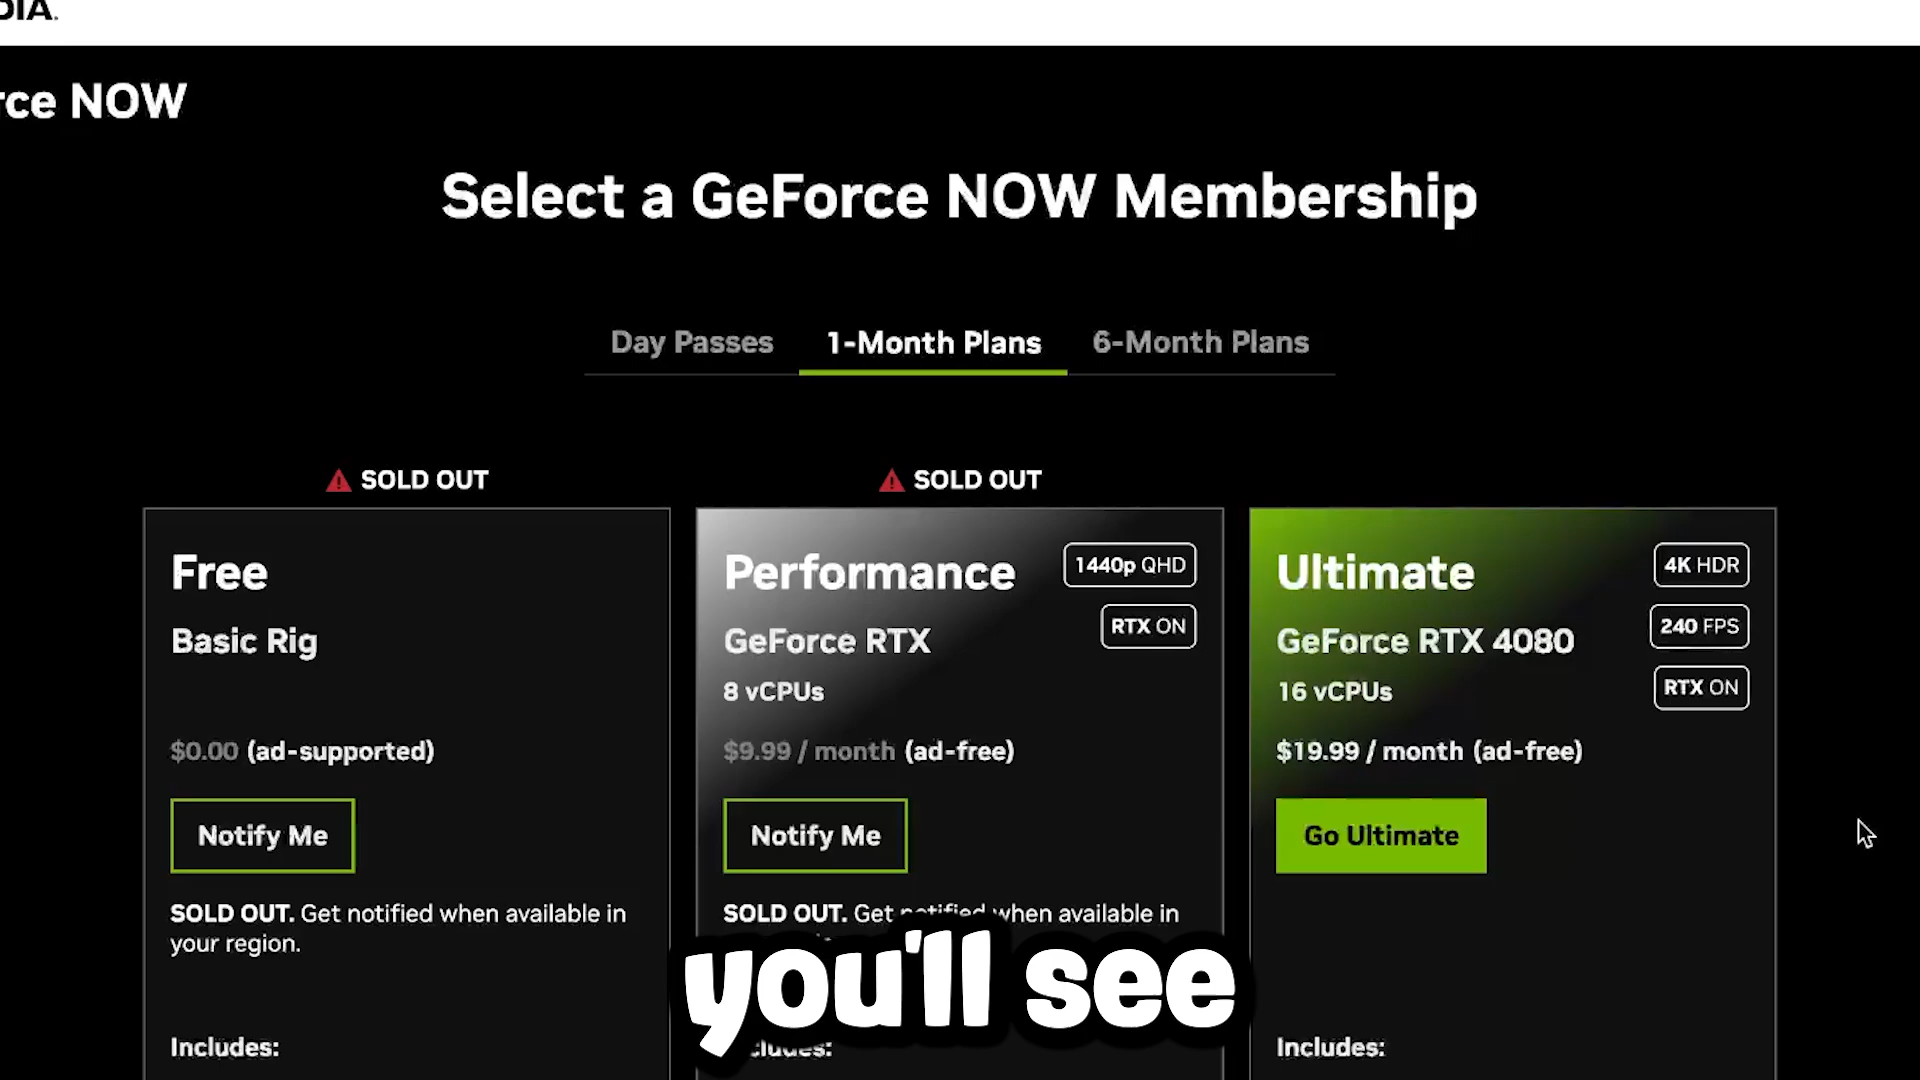 DIA.
rce NOW
Select a GeForce NOW Membership
Day Passes
1-Month Plans
6-Month Plans
SOLD OUT
Free
Basic Rig
$0.00 (ad-supported)
Notify Me
SOLD OUT. Get notified when available in
your region.
Includes:
SOLD OUT
Performance
1440p QHD
RTX ON
GeForce RTX
8 vCPUs
$9.99 / month (ad-free)
Notify Me
SOLD OUT. Get notified when available in
Ultimate
4K HDR
240 FPS
RTX ON
GeForce RTX 4080
16 vCPUs
$19.99 / month (ad-free)
Go Ultimate
Includes:
you'll see